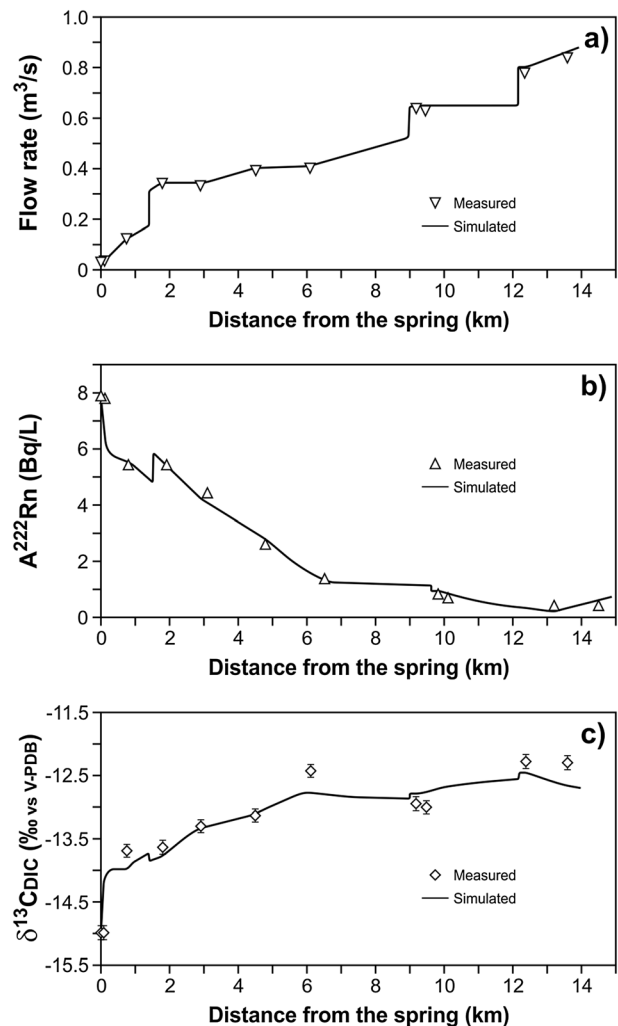 a)
Flow rate (m³/s)
1.0
0.8
0.6
0.4
0.2
0
Measured
Simulated
0 2 4 6 8 10 12 14
Distance from the spring (km)
b)
A²²²Rn (Bq/L)
8
6
4
2
0
Measured
Simulated
0 2 4 6 8 10 12 14
Distance from the spring (km)
c)
δ¹³CDIC (‰ vs V-PDB)
-11.5
-12.5
-13.5
-14.5
-15.5
Measured
Simulated
0 2 4 6 8 10 12 14
Distance from the spring (km)